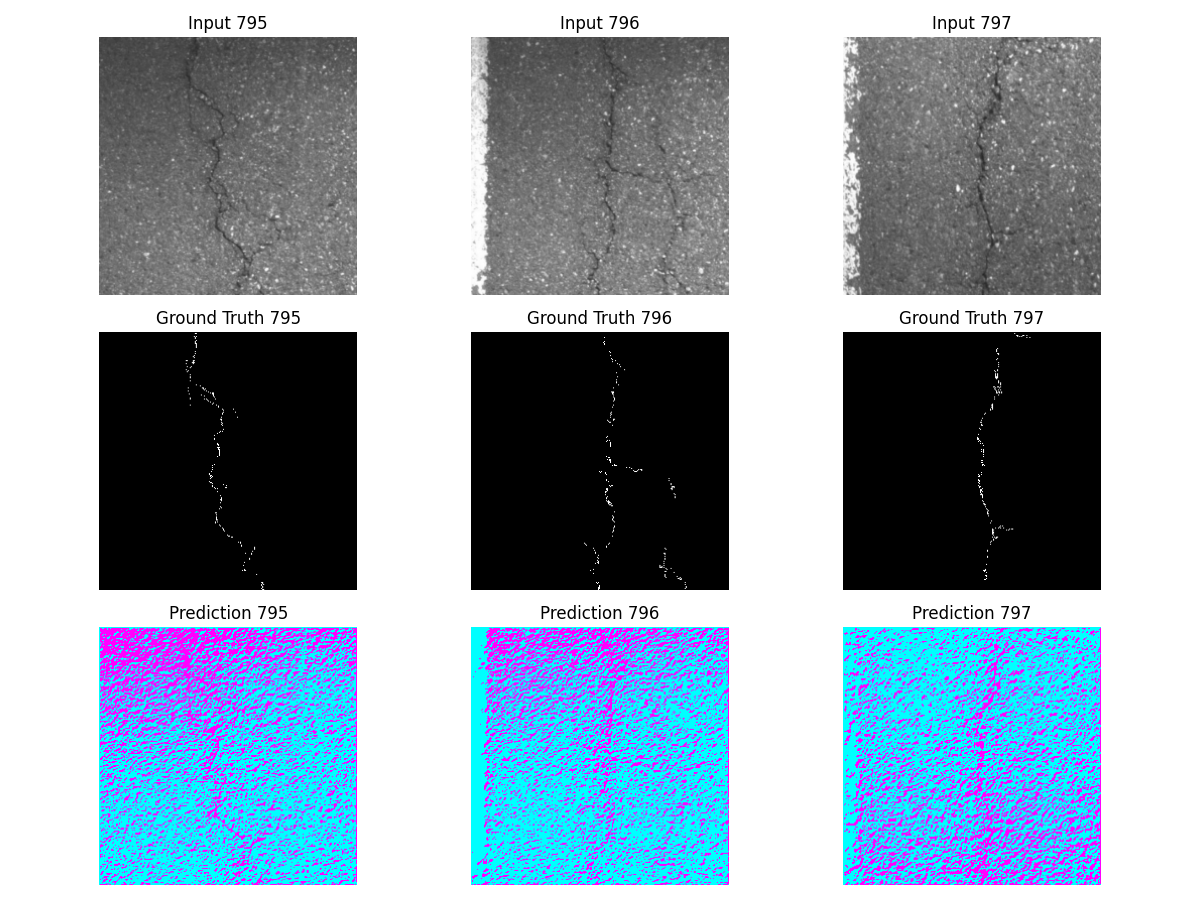 Input 795
Input 796
Input 797
Ground Truth 795
Ground Truth 796
Ground Truth 797
Prediction 795
Prediction 796
Prediction 797